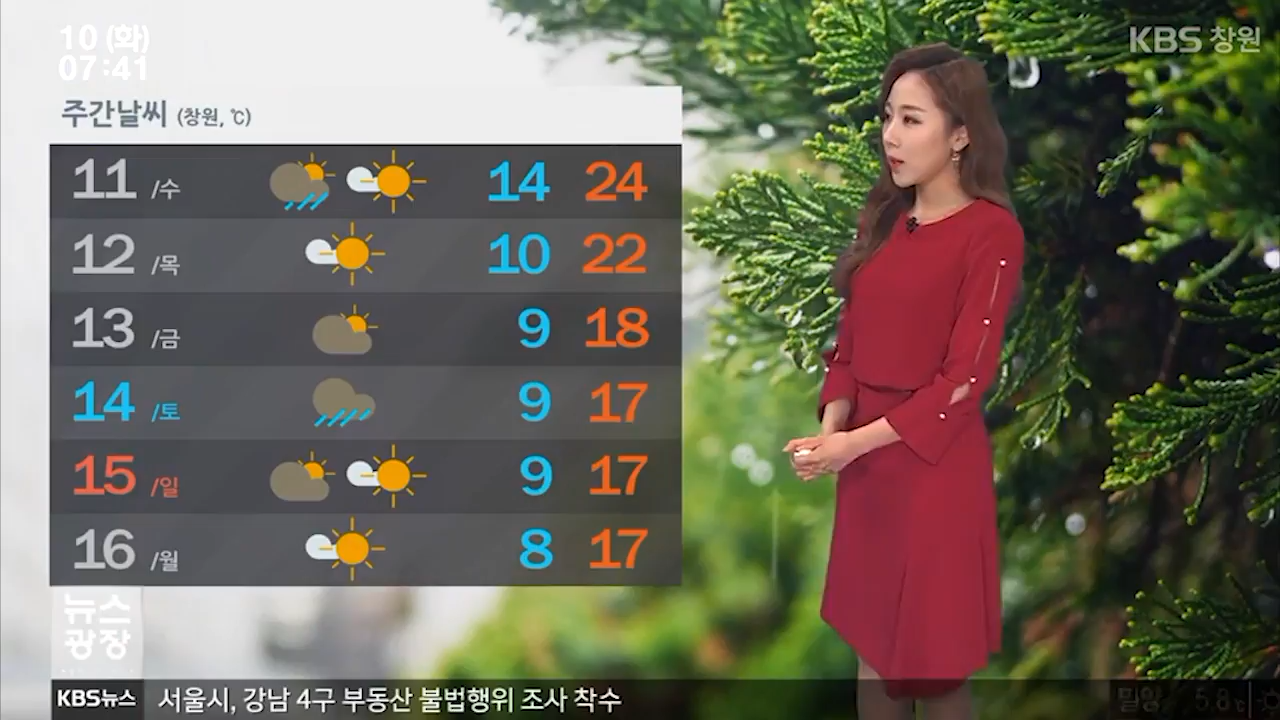 10 (화)
07:41
KBS 창원
주간날씨 (창원, ℃)
11 /수 14 24
12 /목 10 22
13 /금 9 18
14 /토 9 17
15 /일 9 17
16 /월 8 17
뉴스
광장
KBS뉴스 서울시, 강남 4구 부동산 불법행위 조사 착수
밀양 5.8℃